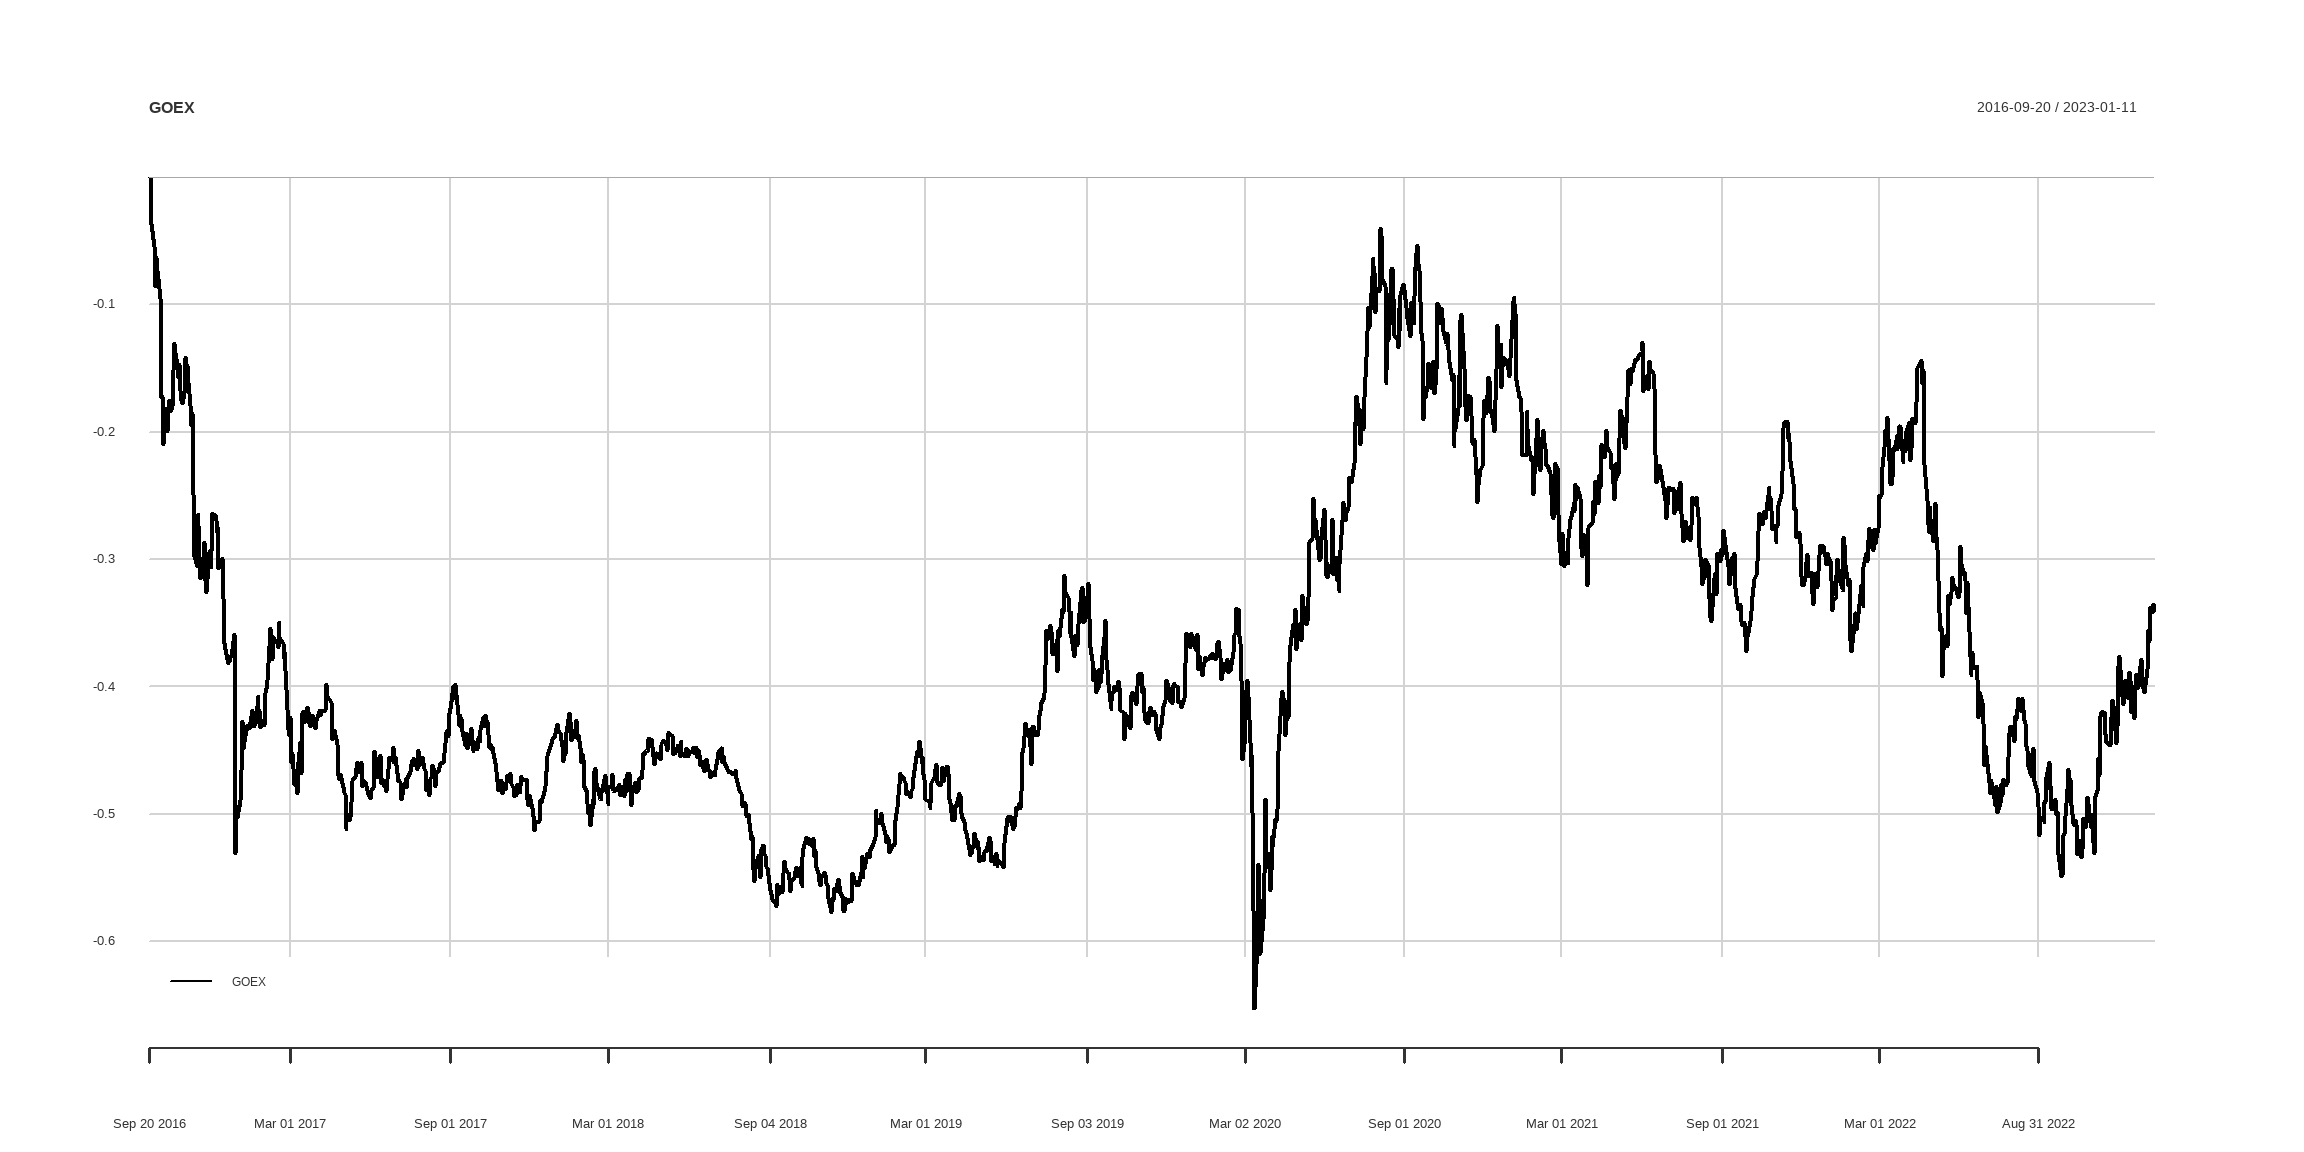 GOEX
2016-09-20 / 2023-01-11
-0.1
-0.2
-0.3
-0.4
-0.5
-0.6
GOEX
Sep 20 2016
Mar 01 2017
Sep 01 2017
Mar 01 2018
Sep 04 2018
Mar 01 2019
Sep 03 2019
Mar 02 2020
Sep 01 2020
Mar 01 2021
Sep 01 2021
Mar 01 2022
Aug 31 2022